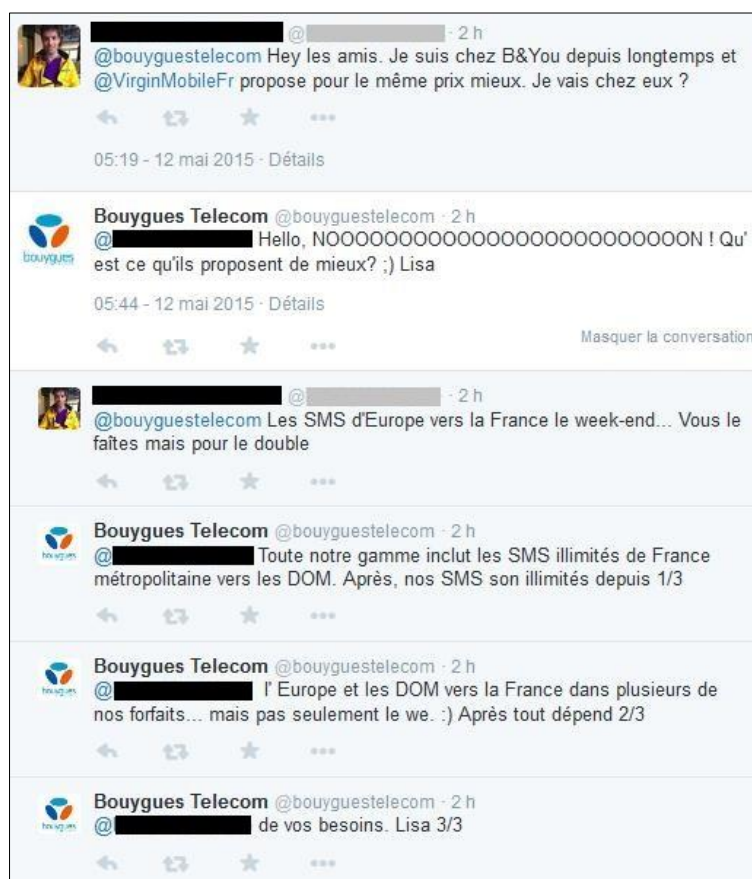 @ · 2 h
@bouyguestelecom Hey les amis. Je suis chez B&You depuis longtemps et
@VirginMobileFr propose pour le même prix mieux. Je vais chez eux ?
05:19 - 12 mai 2015 · Détails
Bouygues Telecom @bouyguestelecom · 2 h
@ Hello, NOOOOOOOOOOOOOOOOOOOOOOOOON ! Qu'
est ce qu'ils proposent de mieux? ;) Lisa
bouygues
05:44 - 12 mai 2015 · Détails
Masquer la conversation
@ · 2 h
@bouyguestelecom Les SMS d'Europe vers la France le week-end... Vous le
faîtes mais pour le double
Bouygues Telecom @bouyguestelecom · 2 h
@ Toute notre gamme inclut les SMS illimités de France
bouygues
métropolitaine vers les DOM. Après, nos SMS son illimités depuis 1/3
Bouygues Telecom @bouyguestelecom · 2 h
@ l' Europe et les DOM vers la France dans plusieurs de
bouygues
nos forfaits... mais pas seulement le we. :) Après tout dépend 2/3
Bouygues Telecom @bouyguestelecom · 2 h
@ de vos besoins. Lisa 3/3
bouygues